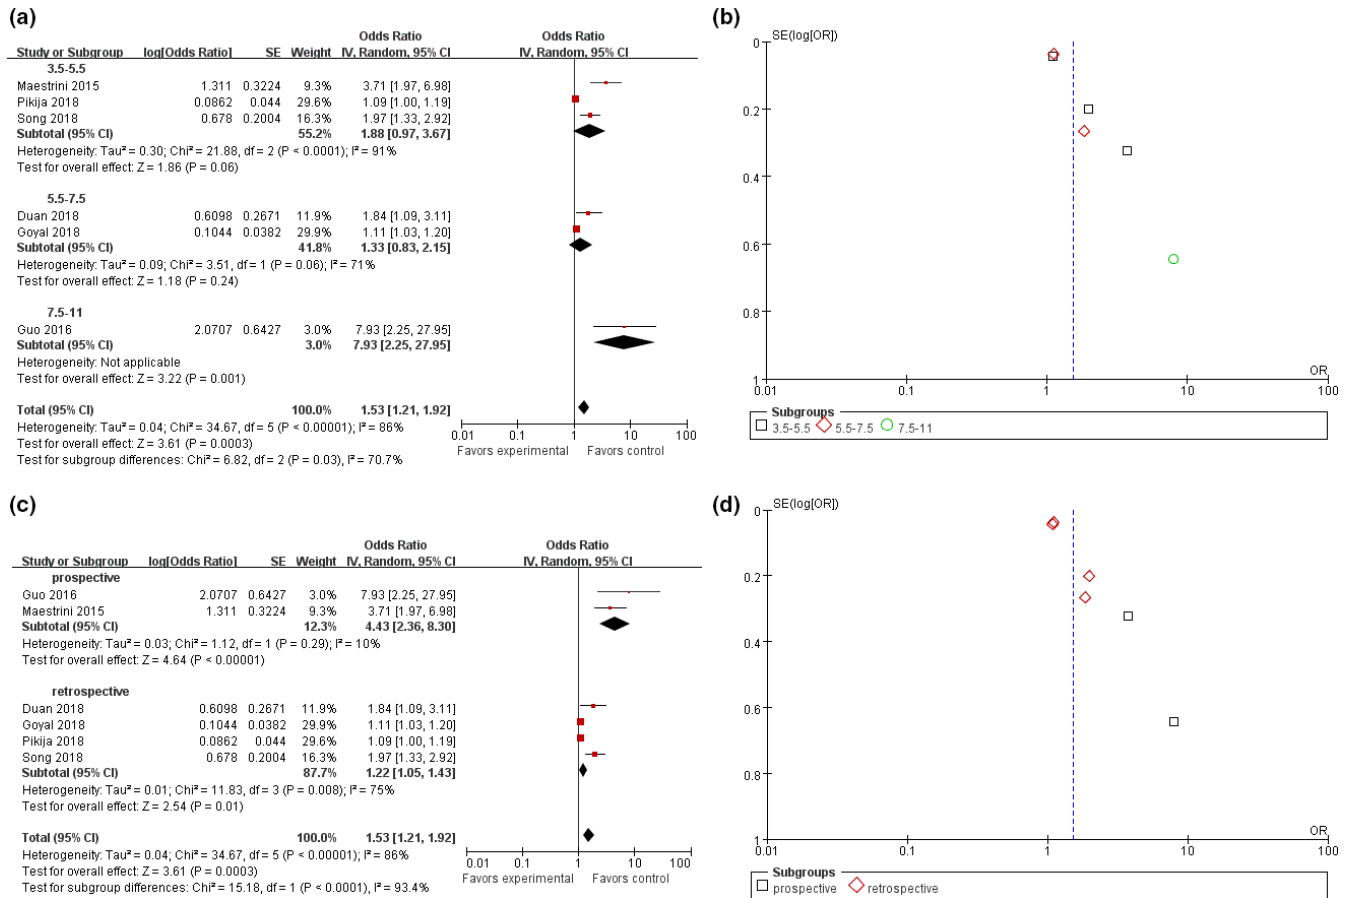 (a)
Odds Ratio Odds Ratio
Study or Subgroup log[Odds Ratio] SE Weight IV, Random, 95% CI IV, Random, 95% CI
3.5-5.5
Maestrini 2015 1.311 0.3224 9.3% 3.71 [1.97, 6.98]
Pikija 2018 0.0862 0.044 29.6% 1.09 [1.00, 1.19]
Song 2018 0.678 0.2004 16.3% 1.97 [1.33, 2.92]
Subtotal (95% CI) 55.2% 1.88 [0.97, 3.67]
Heterogeneity: Tau² = 0.30; Chi² = 21.88, df = 2 (P < 0.0001); I² = 91%
Test for overall effect: Z = 1.86 (P = 0.06)
5.5-7.5
Duan 2018 0.6098 0.2671 11.9% 1.84 [1.09, 3.11]
Goyal 2018 0.1044 0.0382 29.9% 1.11 [1.03, 1.20]
Subtotal (95% CI) 41.8% 1.33 [0.83, 2.15]
Heterogeneity: Tau² = 0.09; Chi² = 3.51, df = 1 (P = 0.06); I² = 71%
Test for overall effect: Z = 1.18 (P = 0.24)
7.5-11
Guo 2016 2.0707 0.6427 3.0% 7.93 [2.25, 27.95]
Subtotal (95% CI) 3.0% 7.93 [2.25, 27.95]
Heterogeneity: Not applicable
Test for overall effect: Z = 3.22 (P = 0.001)
Total (95% CI) 100.0% 1.53 [1.21, 1.92]
Heterogeneity: Tau² = 0.04; Chi² = 34.67, df = 5 (P < 0.00001); I² = 86%
Test for overall effect: Z = 3.61 (P = 0.0003)
Test for subgroup differences: Chi² = 6.82, df = 2 (P = 0.03), I² = 70.7%
0.01 0.1 1 10 100
Favors experimental Favors control
(b)
SE(log[OR])
0
0.2
0.4
0.6
0.8
1
OR
0.01 0.1 1 10 100
Subgroups
3.5-5.5 5.5-7.5 7.5-11
(c)
Odds Ratio Odds Ratio
Study or Subgroup log[Odds Ratio] SE Weight IV, Random, 95% CI IV, Random, 95% CI
prospective
Guo 2016 2.0707 0.6427 3.0% 7.93 [2.25, 27.95]
Maestrini 2015 1.311 0.3224 9.3% 3.71 [1.97, 6.98]
Subtotal (95% CI) 12.3% 4.43 [2.36, 8.30]
Heterogeneity: Tau² = 0.03; Chi² = 1.12, df = 1 (P = 0.29); I² = 10%
Test for overall effect: Z = 4.64 (P < 0.00001)
retrospective
Duan 2018 0.6098 0.2671 11.9% 1.84 [1.09, 3.11]
Goyal 2018 0.1044 0.0382 29.9% 1.11 [1.03, 1.20]
Pikija 2018 0.0862 0.044 29.6% 1.09 [1.00, 1.19]
Song 2018 0.678 0.2004 16.3% 1.97 [1.33, 2.92]
Subtotal (95% CI) 87.7% 1.22 [1.05, 1.43]
Heterogeneity: Tau² = 0.01; Chi² = 11.83, df = 3 (P = 0.008); I² = 75%
Test for overall effect: Z = 2.54 (P = 0.01)
Total (95% CI) 100.0% 1.53 [1.21, 1.92]
Heterogeneity: Tau² = 0.04; Chi² = 34.67, df = 5 (P < 0.00001); I² = 86%
Test for overall effect: Z = 3.61 (P = 0.0003)
Test for subgroup differences: Chi² = 15.18, df = 1 (P < 0.0001), I² = 93.4%
0.01 0.1 1 10 100
Favors experimental Favors control
(d)
SE(log[OR])
0
0.2
0.4
0.6
0.8
1
OR
0.01 0.1 1 10 100
Subgroups
prospective retrospective